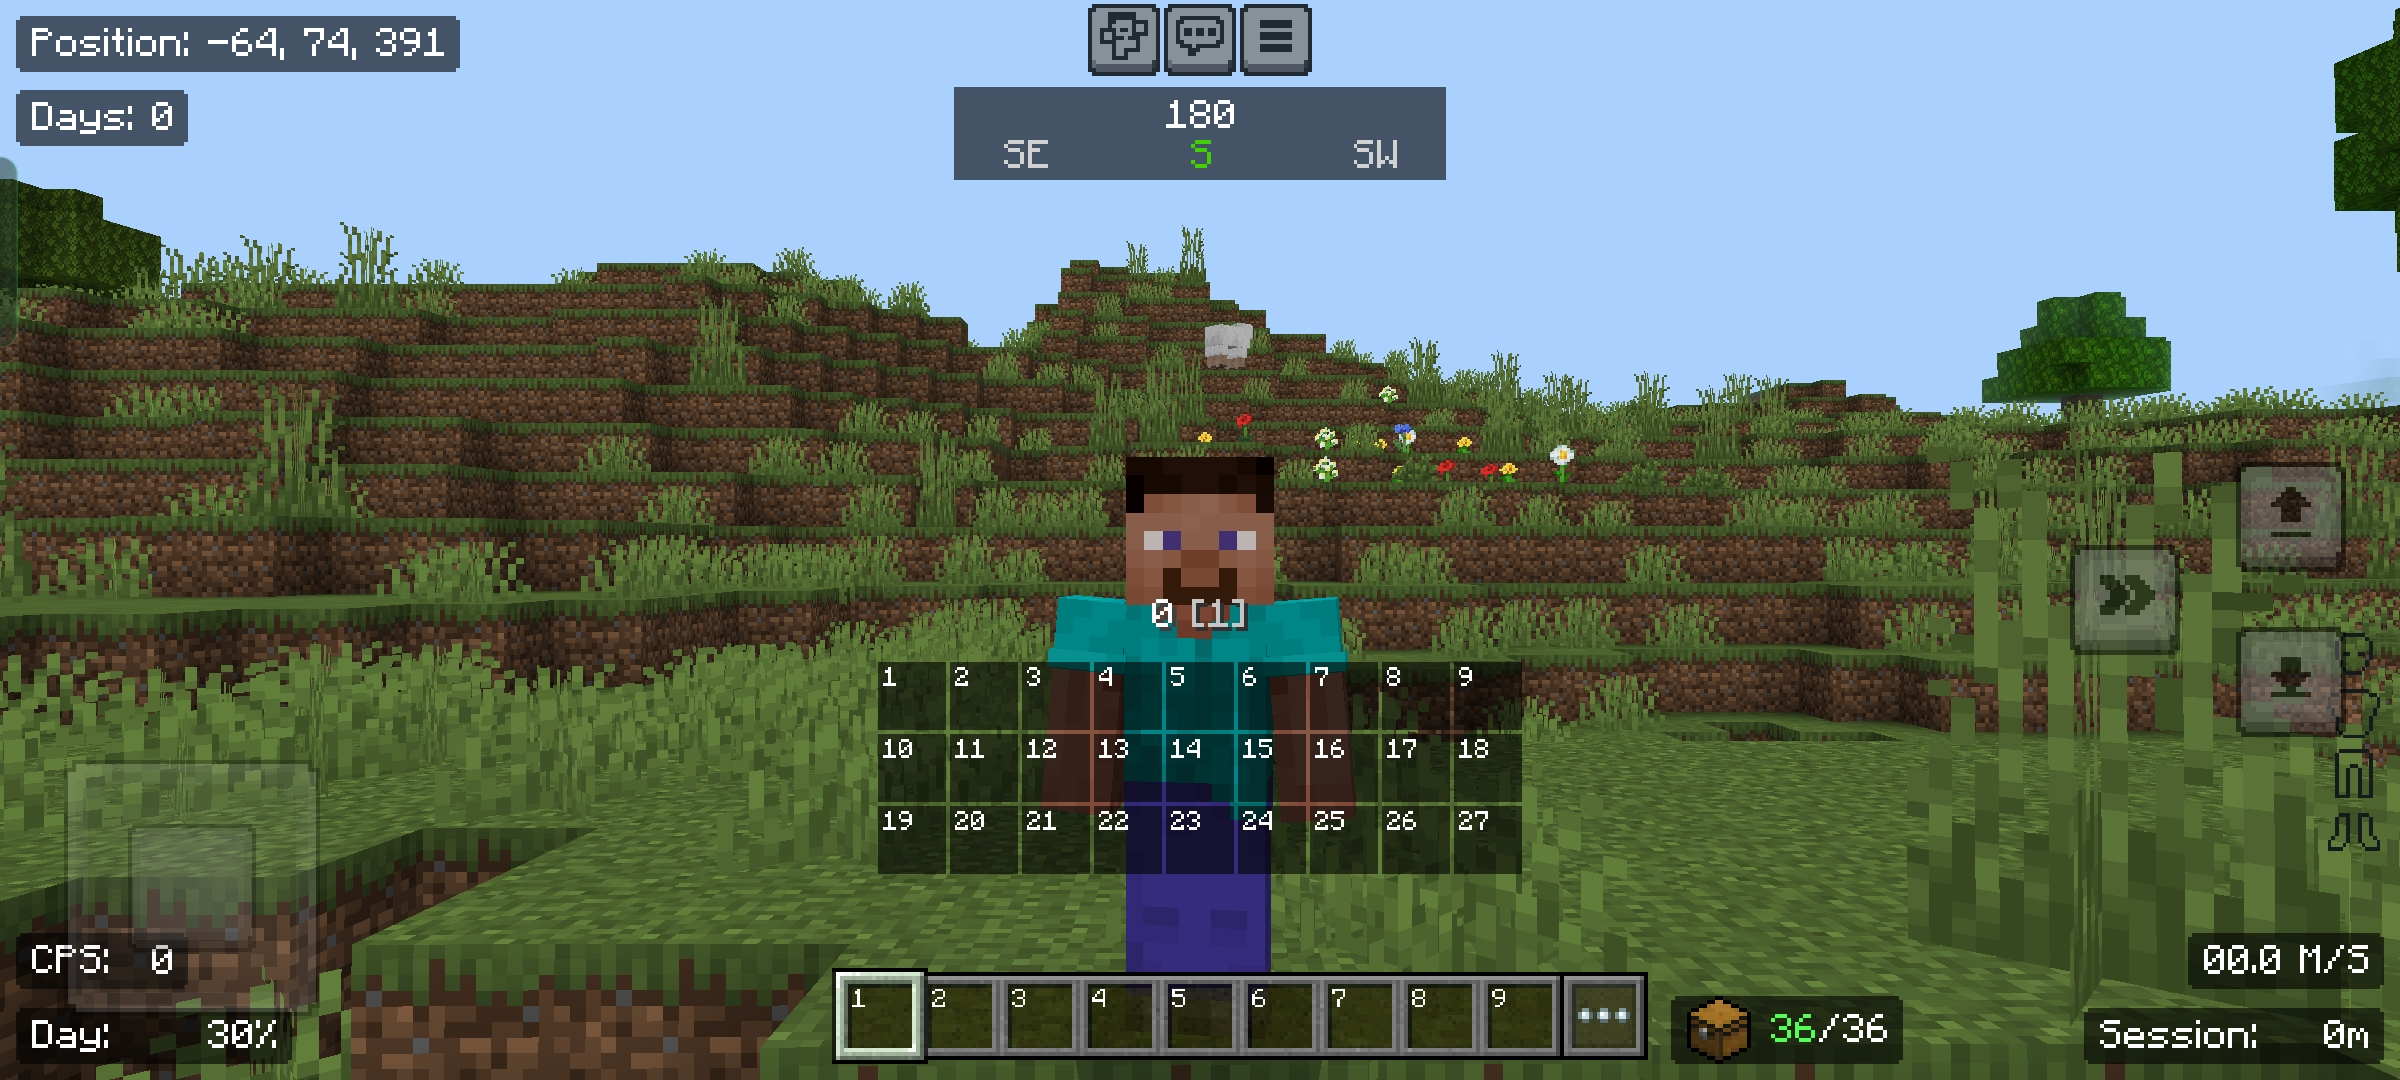 Position: -64, 74, 391
Days: 0
180
SE S SW
0 [1]
1 2 3 4 5 6 7 8 9
10 11 12 13 14 15 16 17 18
19 20 21 22 23 24 25 26 27
CPS: 0
Day: 30%
1 2 3 4 5 6 7 8 9
36/36
00.0 M/S
Session: 0m